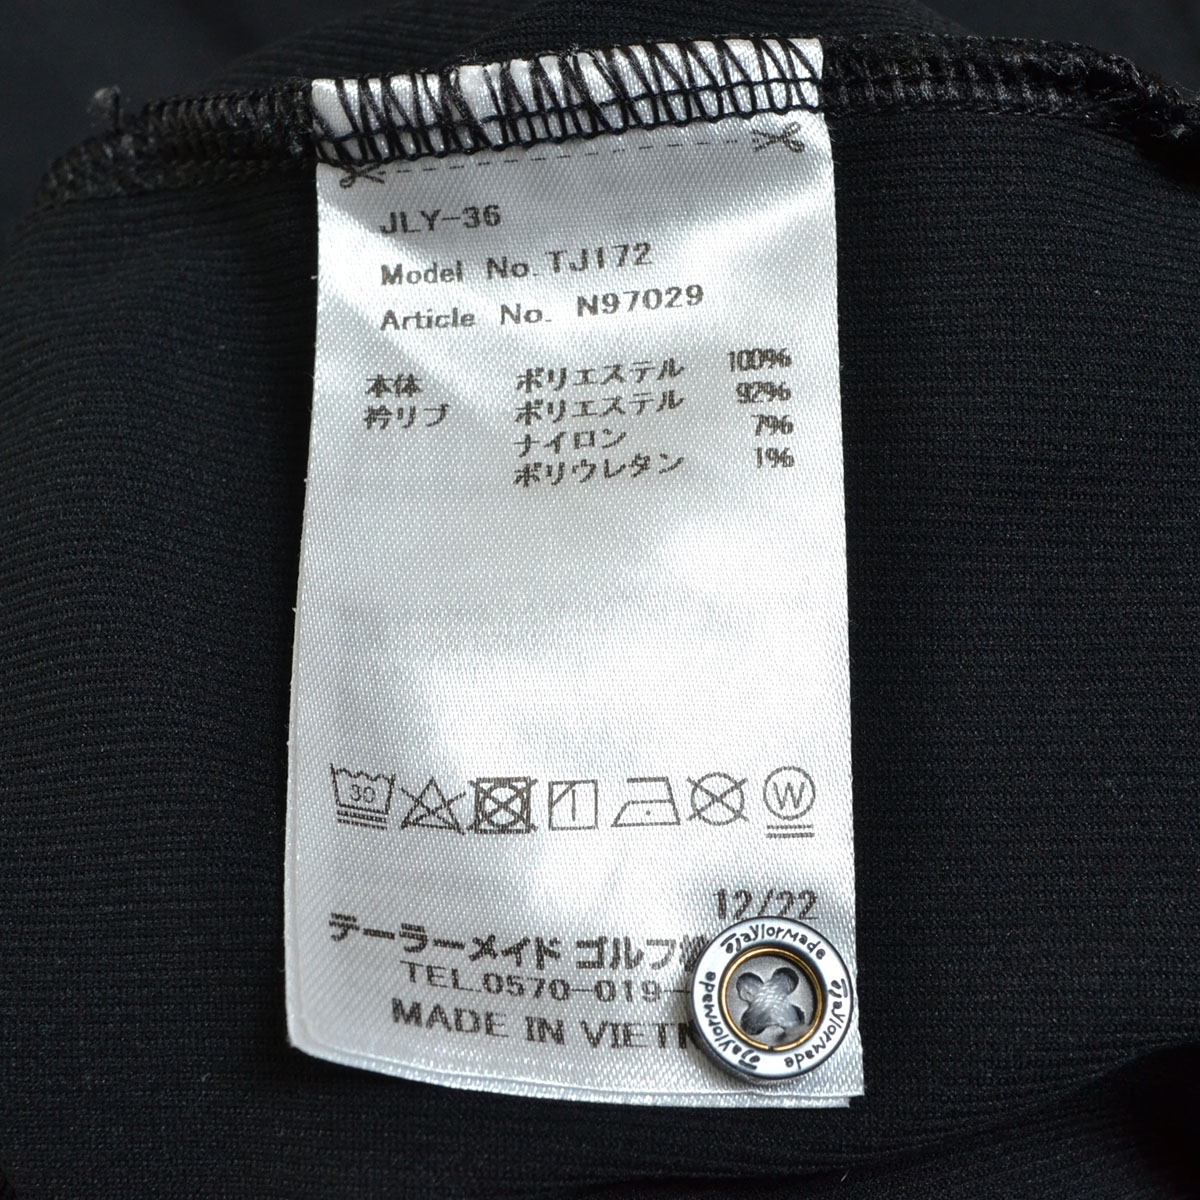 JLY-36
Model No. TJ172
Article No. N97029
本体 ポリエステル 100%
衿リブ ポリエステル 92%
ナイロン 7%
ポリウレタン 1%
30
W
12/22
テーラーメイド ゴルフ
TEL.0570-019-
MADE IN VIETN
TaylorMade TaylorMade TaylorMade